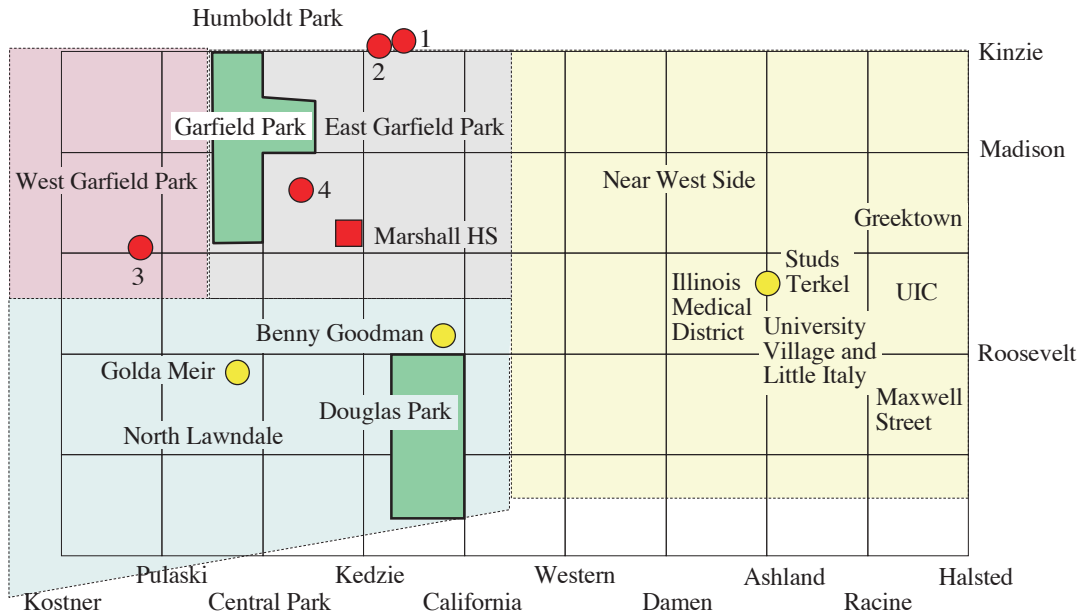 Humboldt Park
1
2
Kinzie
Garfield Park
East Garfield Park
Madison
West Garfield Park
4
Near West Side
Greektown
Marshall HS
3
Studs
Terkel
Illinois
Medical
District
UIC
Benny Goodman
University
Village and
Little Italy
Roosevelt
Golda Meir
Douglas Park
Maxwell
Street
North Lawndale
Pulaski
Kedzie
Western
Ashland
Halsted
Kostner
Central Park
California
Damen
Racine